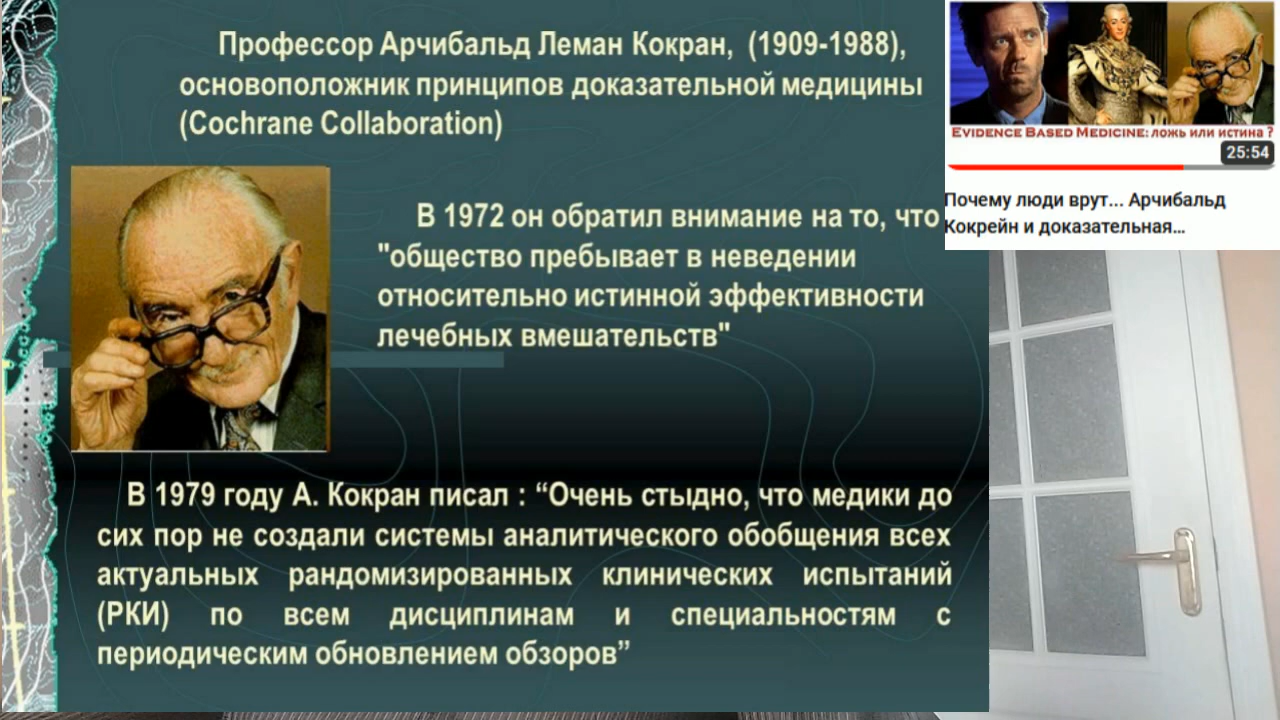 Профессор Арчибальд Леман Кокран, (1909-1988),
основоположник принципов доказательной медицины
(Cochrane Collaboration)
В 1972 он обратил внимание на то, что
"общество пребывает в неведении
относительно истинной эффективности
лечебных вмешательств"
В 1979 году А. Кокран писал : “Очень стыдно, что медики до
сих пор не создали системы аналитического обобщения всех
актуальных рандомизированных клинических испытаний
(РКИ) по всем дисциплинам и специальностям с
периодическим обновлением обзоров”
EVIDENCE BASED MEDICINE: ЛОЖЬ ИЛИ ИСТИНА ?
25:54
Почему люди врут... Арчибальд
Кокрейн и доказательная...